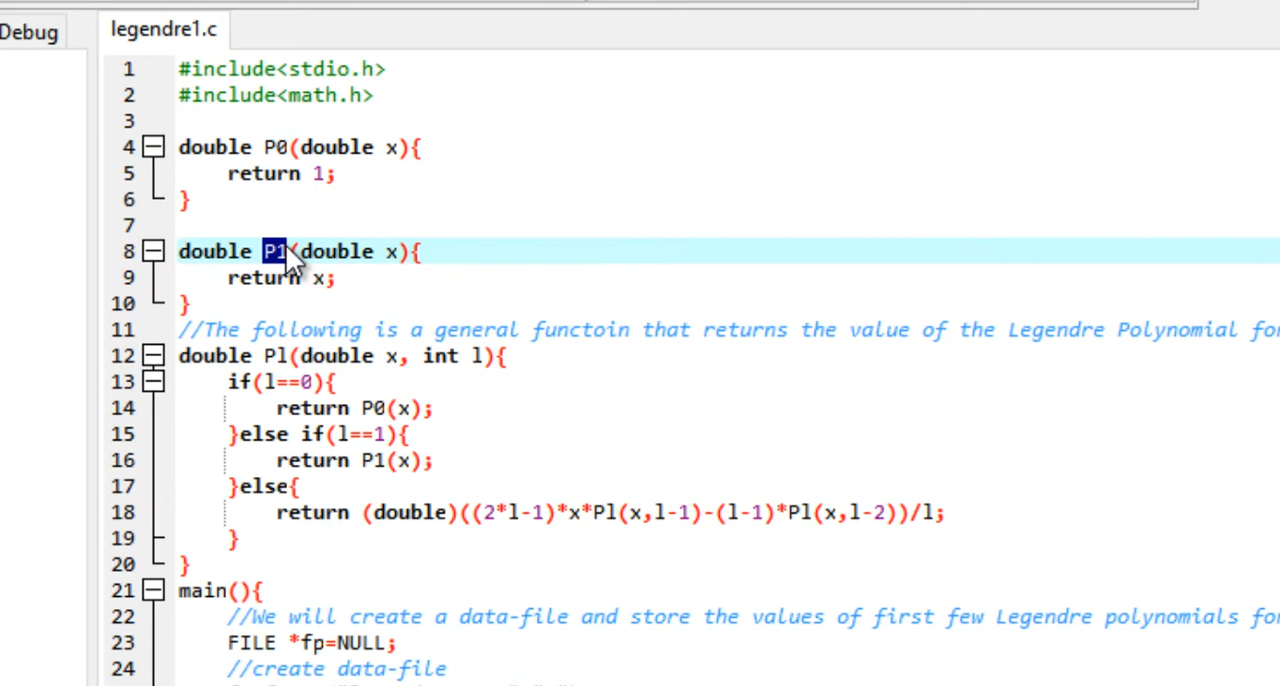 Debug
legendre1.c
1 #include<stdio.h>
2 #include<math.h>
3
4 double P0(double x){
5 return 1;
6 }
7
8 double P1(double x){
9 return x;
10 }
11 //The following is a general functoin that returns the value of the Legendre Polynomial for
12 double Pl(double x, int l){
13 if(l==0){
14 return P0(x);
15 }else if(l==1){
16 return P1(x);
17 }else{
18 return (double)((2*l-1)*x*Pl(x,l-1)-(l-1)*Pl(x,l-2))/l;
19 }
20 }
21 main(){
22 //We will create a data-file and store the values of first few Legendre polynomials for
23 FILE *fp=NULL;
24 //create data-file